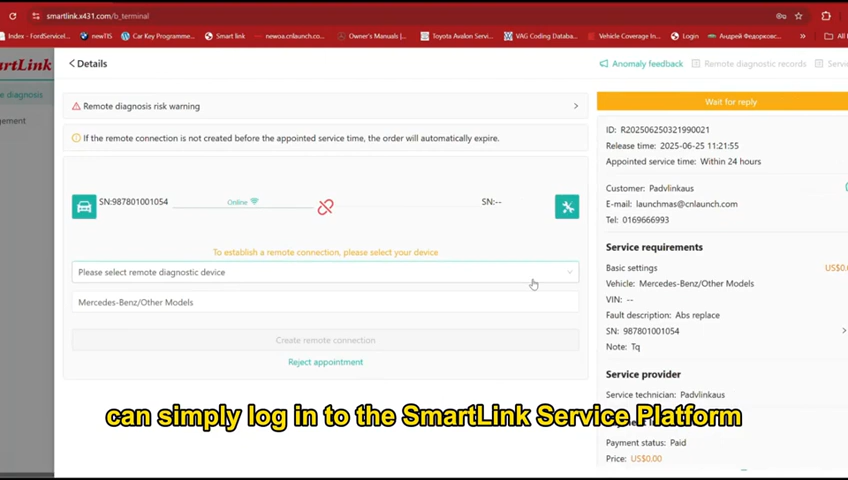 smartlink.x431.com/b_terminal
Index - FordServiceI...
newTIS
Car Key Programme...
Smart link
newoa.cnlaunch.com
Owner's Manuals |...
Toyota Avalon Servic...
VAG Coding Databa...
Vehicle Coverage In...
Login
Андрей Федорковс...
All
artLink
e diagnosis
gement
Details
Anomaly feedback
Remote diagnostic records
Servi
Remote diagnosis risk warning
If the remote connection is not created before the appointed service time, the order will automatically expire.
SN:987801001054
Online
SN:--
To establish a remote connection, please select your device
Please select remote diagnostic device
Mercedes-Benz/Other Models
Create remote connection
Reject appointment
Wait for reply
ID: R202506250321990021
Release time: 2025-06-25 11:21:55
Appointed service time: Within 24 hours
Customer: Padvlinkaus
E-mail: launchmas@cnlaunch.com
Tel: 0169666993
Service requirements
Basic settings
US$0.
Vehicle: Mercedes-Benz/Other Models
VIN: --
Fault description: Abs replace
SN: 987801001054
Note: Tq
Service provider
Service technician: Padvlinkaus
Payment status: Paid
Price: US$0.00
can simply log in to the SmartLink Service Platform